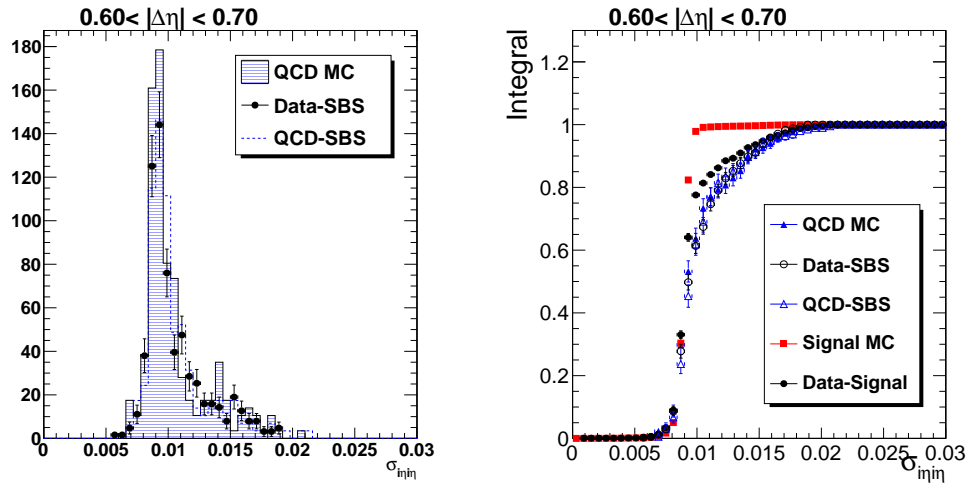 0.60< |Δη| < 0.70
180
160
140
120
100
80
60
40
20
0
QCD MC
Data-SBS
QCD-SBS
0 0.005 0.01 0.015 0.02 0.025 0.03
σiηiη
0.60< |Δη| < 0.70
Integral
1.2
1
0.8
0.6
0.4
0.2
0
QCD MC
Data-SBS
QCD-SBS
Signal MC
Data-Signal
0 0.005 0.01 0.015 0.02 0.025 0.03
σiηiη